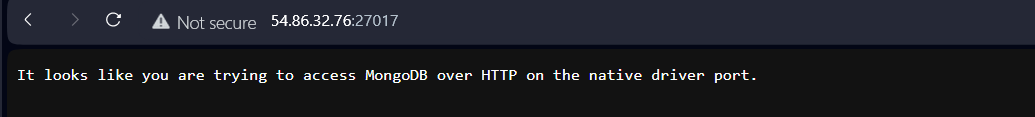 Not secure 54.86.32.76:27017
It looks like you are trying to access MongoDB over HTTP on the native driver port.